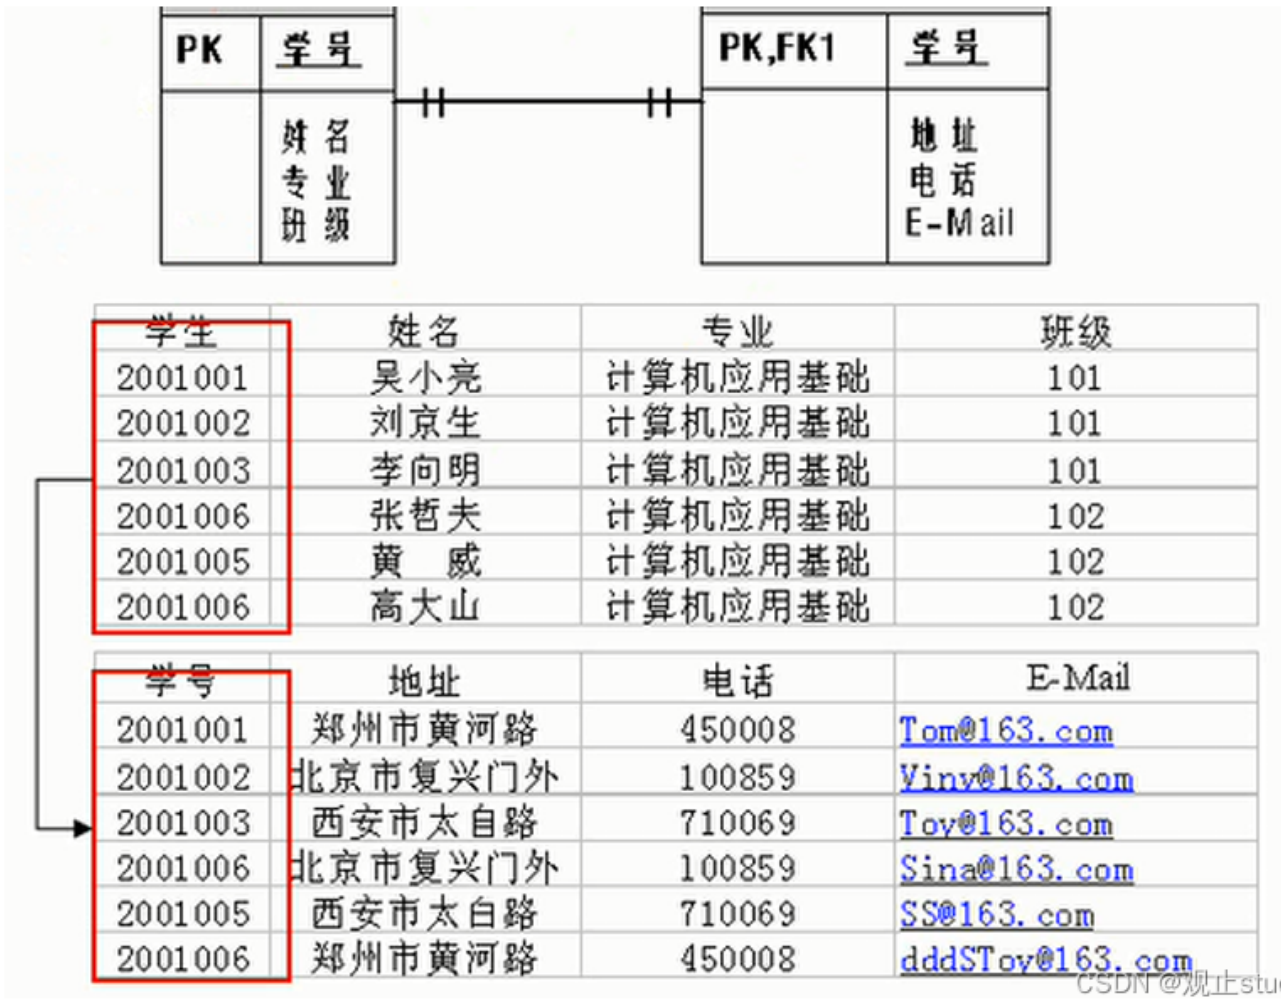 PK 学号 PK,FK1 学号
姓名 地址
专业 电话
班级 E-Mail
学生 姓名 专业 班级
2001001 吴小亮 计算机应用基础 101
2001002 刘京生 计算机应用基础 101
2001003 李向明 计算机应用基础 101
2001006 张哲夫 计算机应用基础 102
2001005 黄 威 计算机应用基础 102
2001006 高大山 计算机应用基础 102
学号 地址 电话 E-Mail
2001001 郑州市黄河路 450008 Tom@163.com
2001002 北京市复兴门外 100859 Viny@163.com
2001003 西安市太白路 710069 Toy@163.com
2001006 北京市复兴门外 100859 Sina@163.com
2001005 西安市太白路 710069 SS@163.com
2001006 郑州市黄河路 450008 dddSToy@163.com
CSDN @观止stu